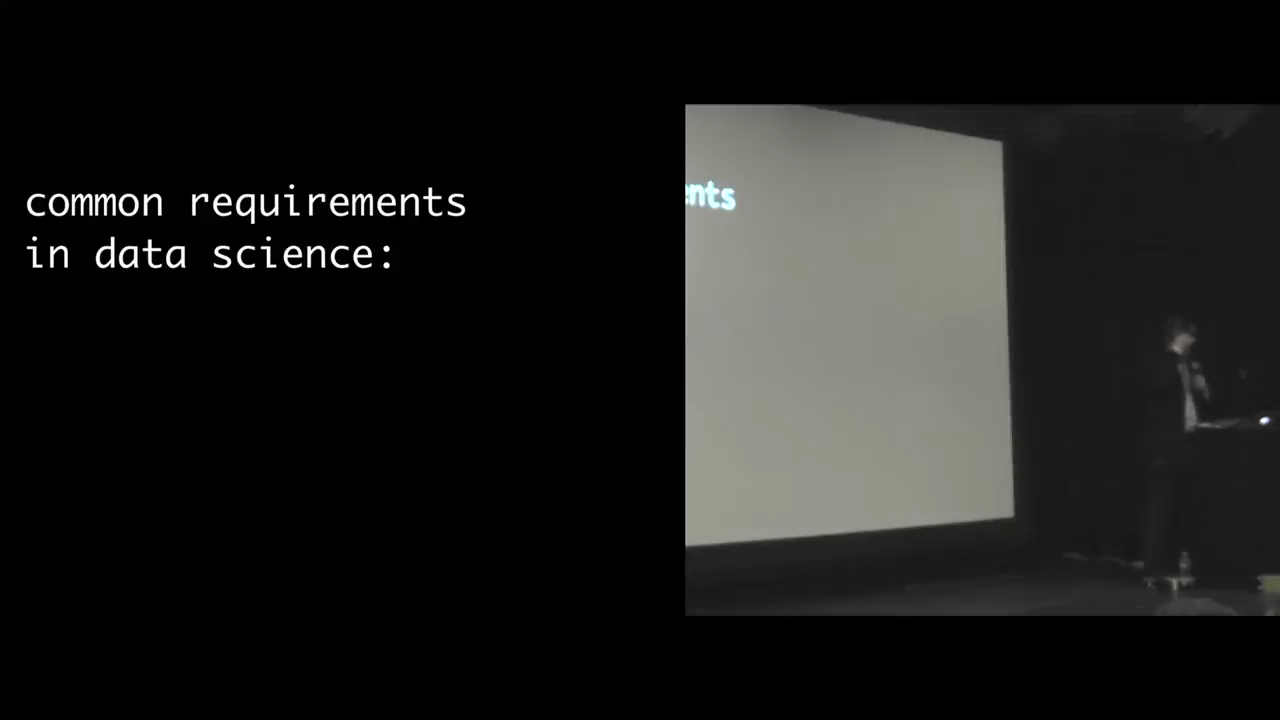 common requirements
in data science:
ents